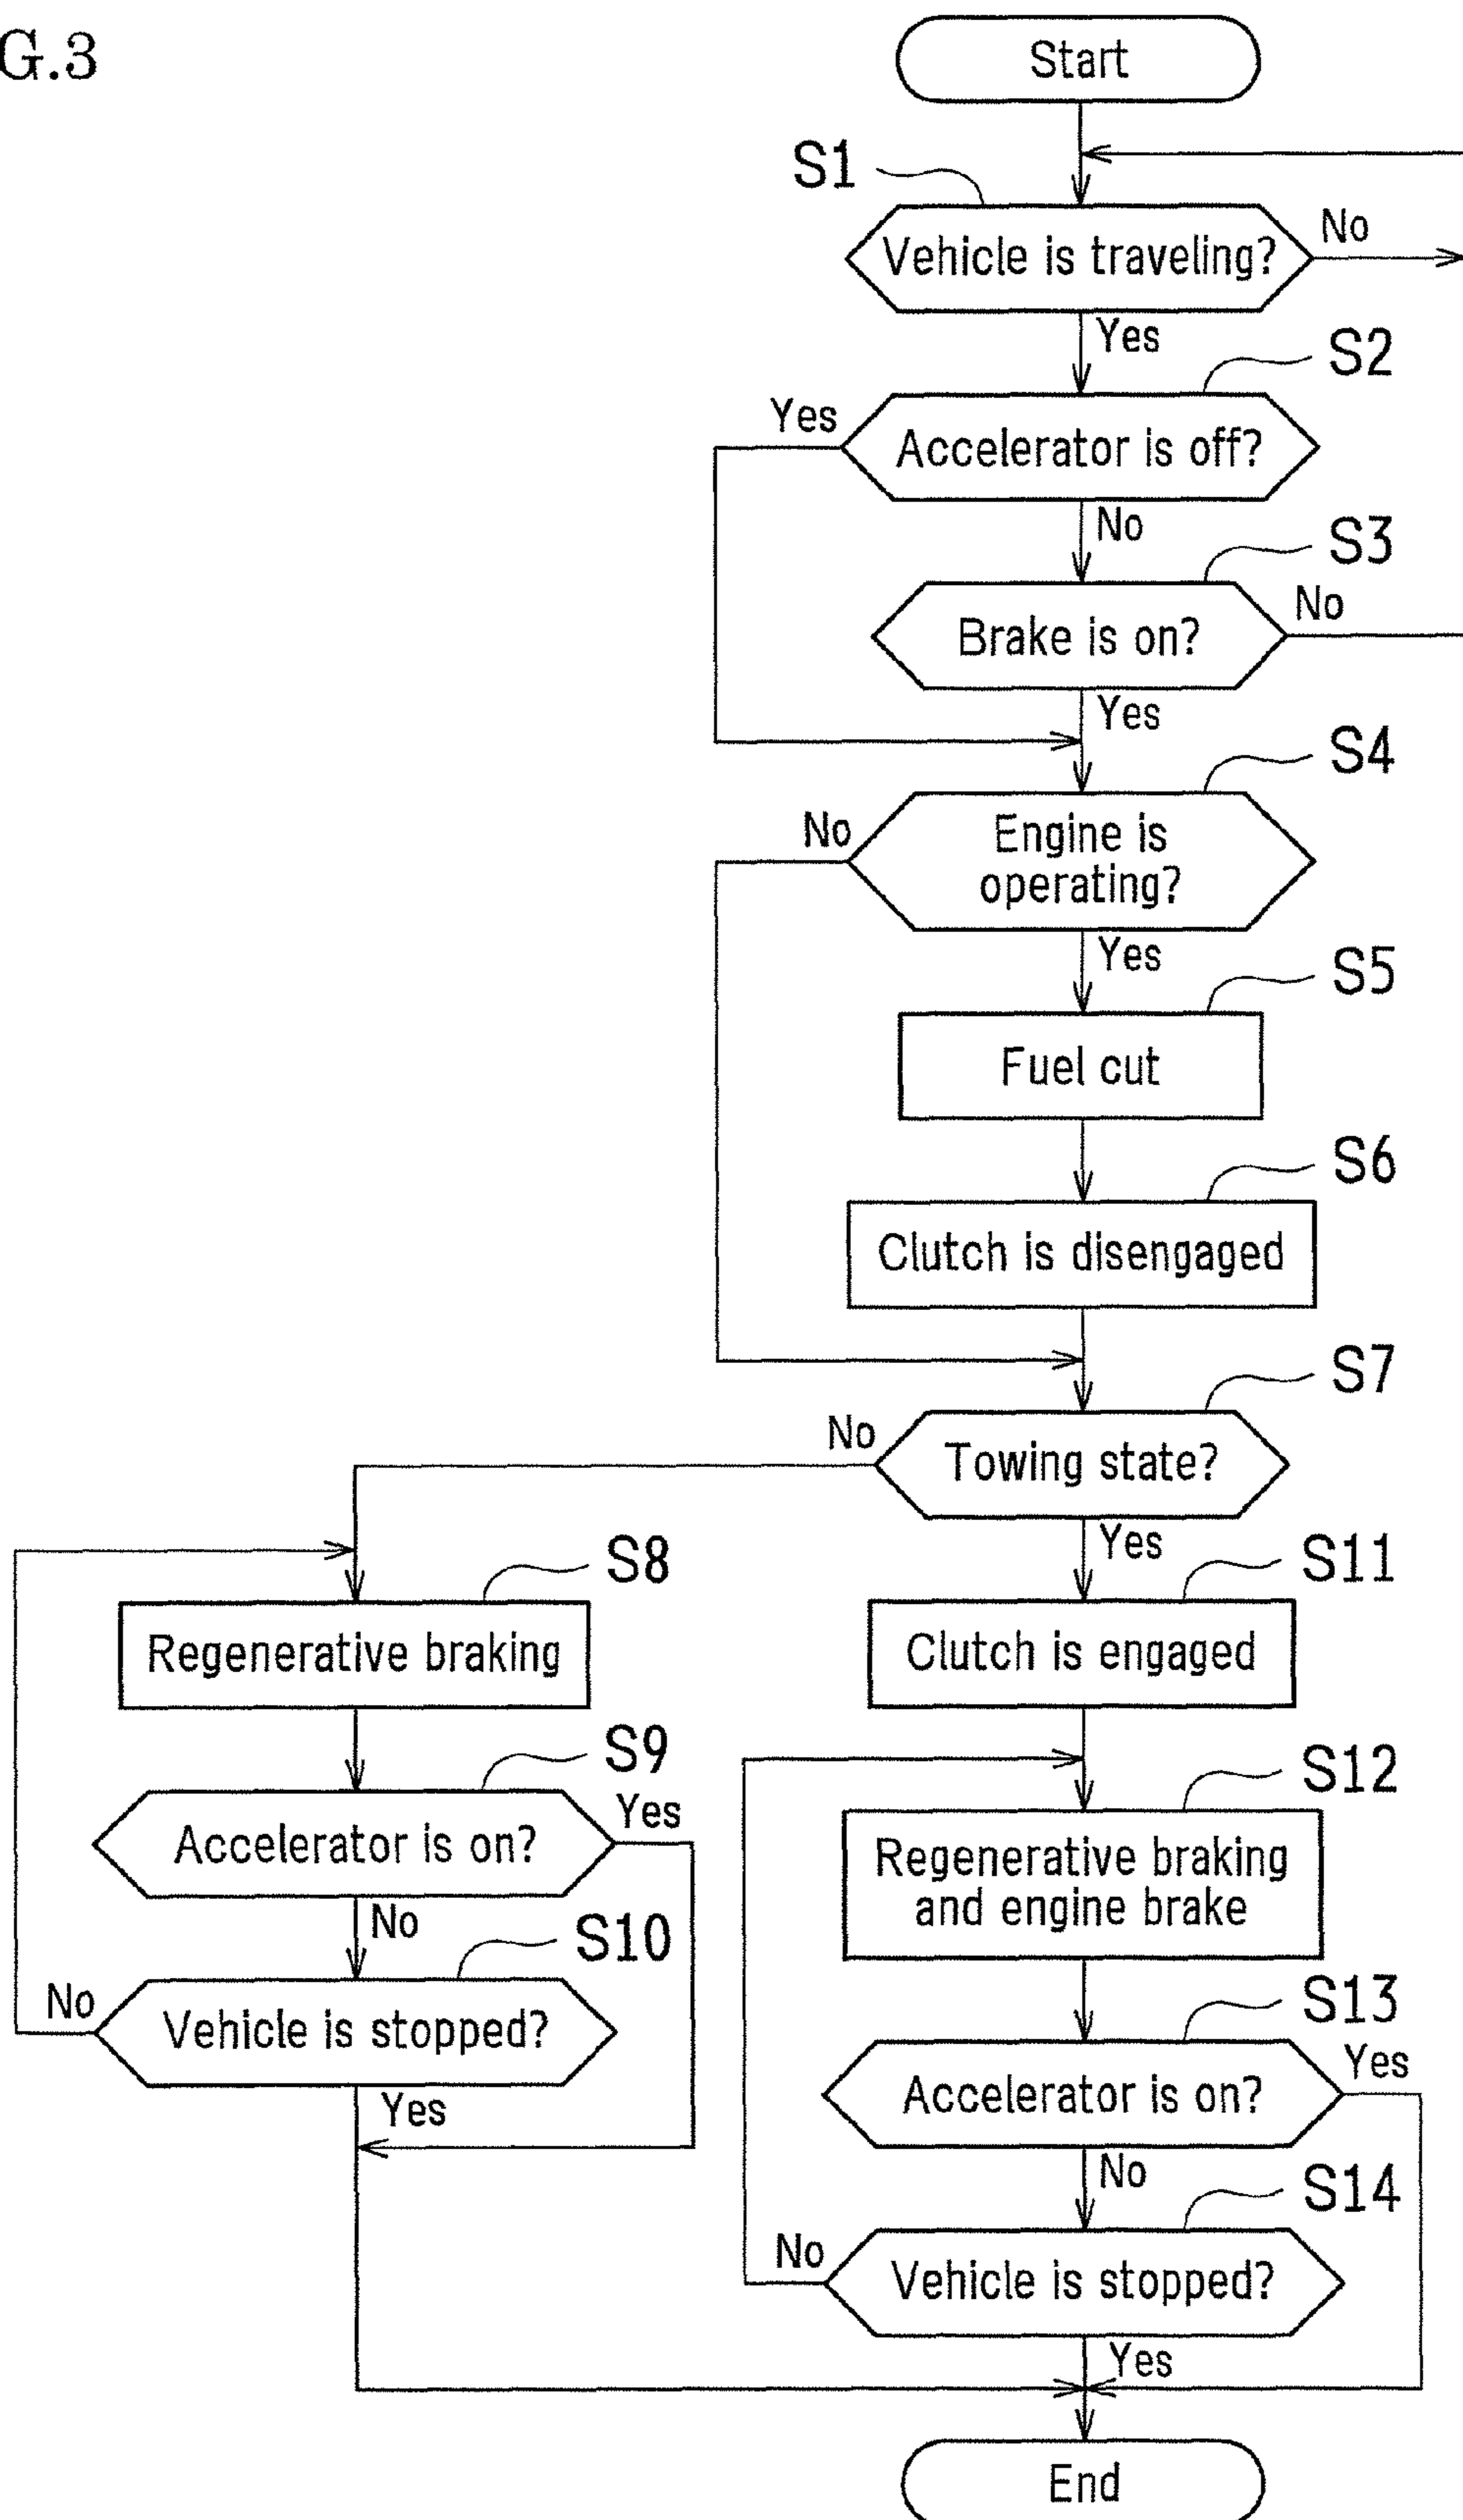 G.3
Start
S1
Vehicle is traveling?
No
Yes
S2
Yes
Accelerator is off?
No
S3
Brake is on?
No
Yes
S4
No
Engine is
operating?
Yes
S5
Fuel cut
S6
Clutch is disengaged
S7
No
Towing state?
Yes
S8
Regenerative braking
S9
Accelerator is on?
Yes
No
S10
No
Vehicle is stopped?
Yes
S11
Clutch is engaged
S12
Regenerative braking
and engine brake
S13
Accelerator is on?
Yes
No
S14
No
Vehicle is stopped?
Yes
End